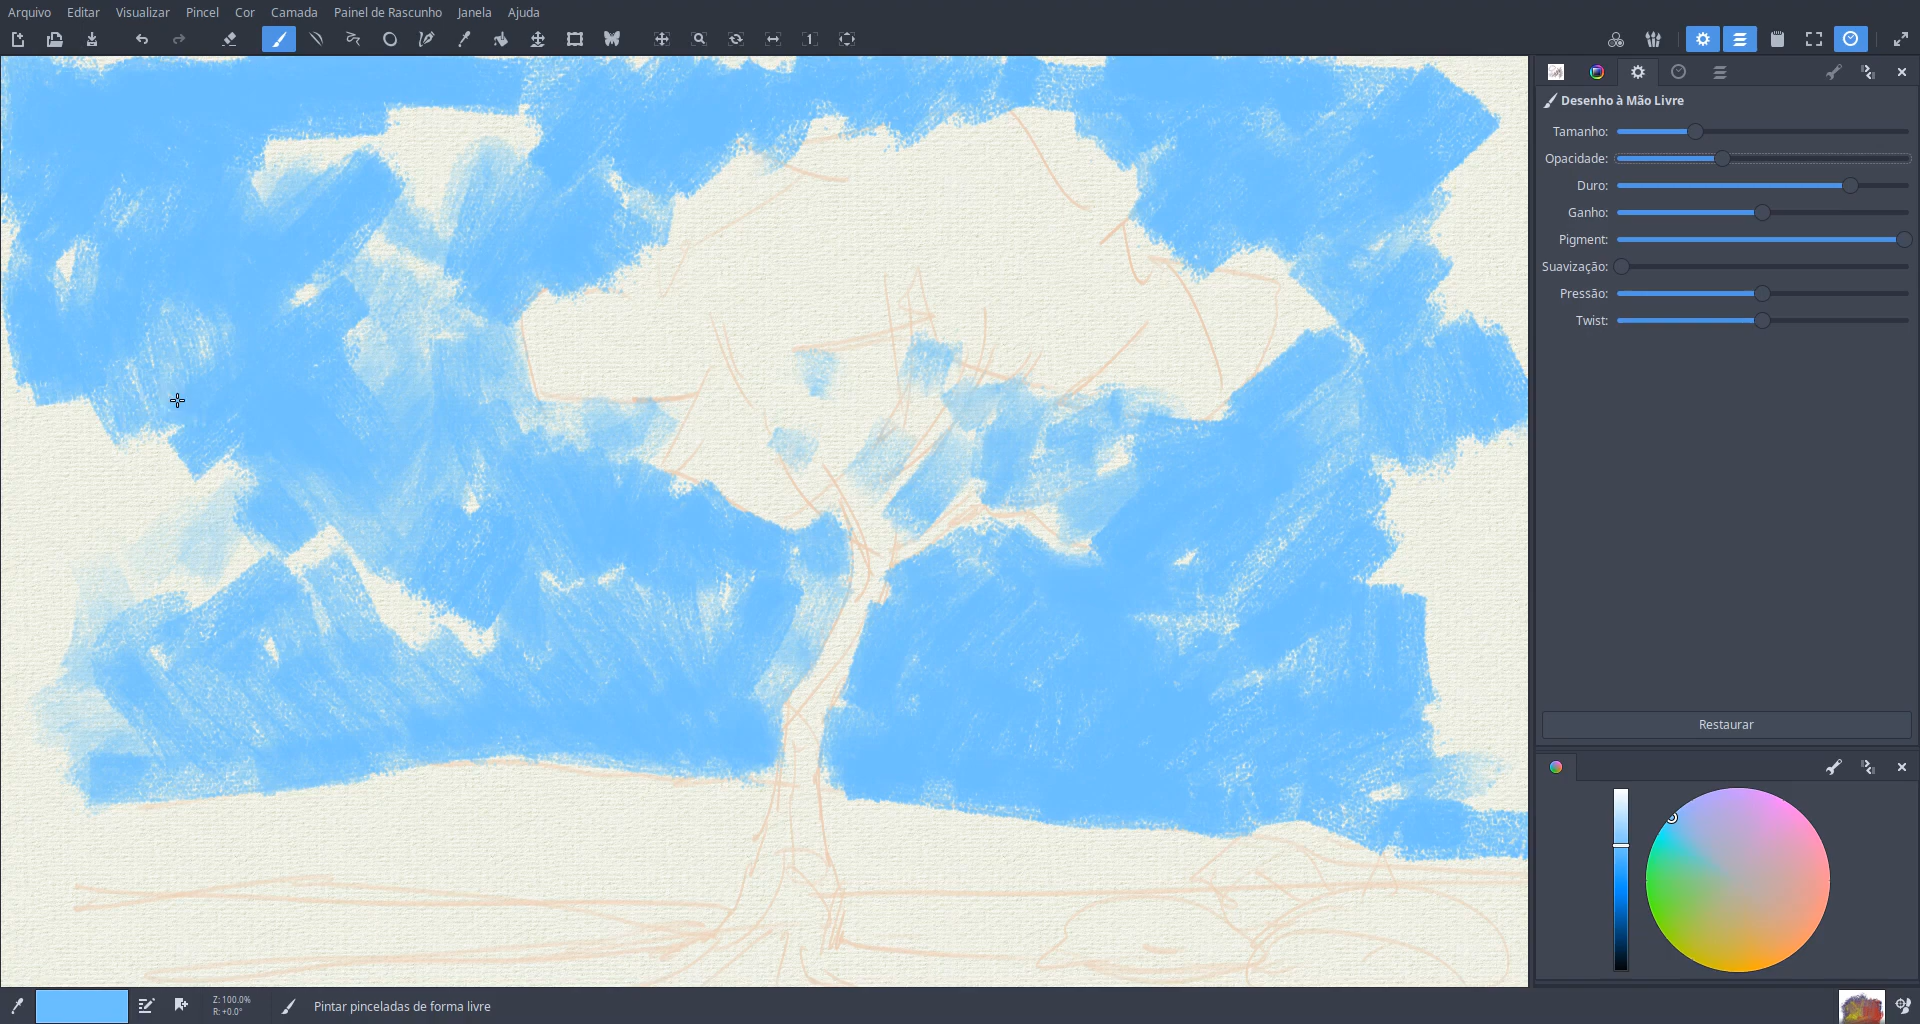 Arquivo Editar Visualizar Pincel Cor Camada Painel de Rascunho Janela Ajuda
Desenho à Mão Livre
Tamanho:
Opacidade:
Duro:
Ganho:
Pigment:
Suavização:
Pressão:
Twist:
Restaurar
Z: 100.0%
R: +0.0°
Pintar pinceladas de forma livre